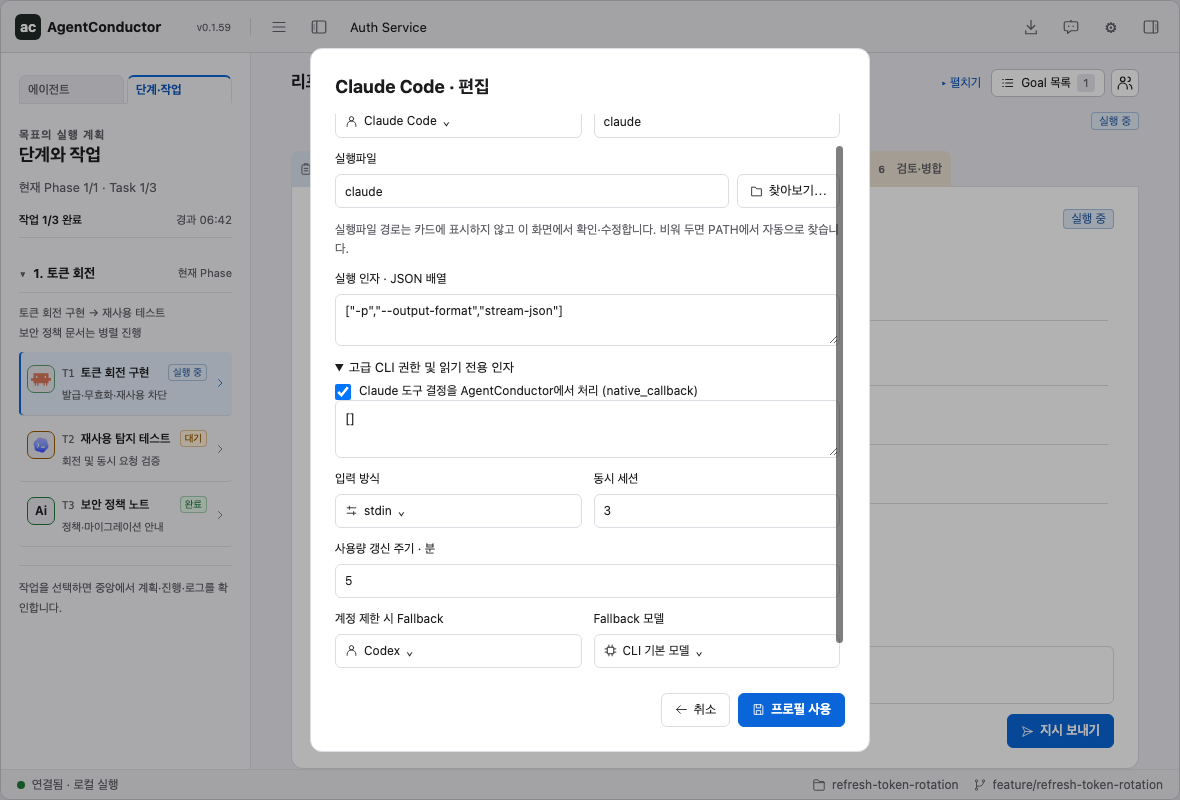 ac AgentConductor v0.1.59 Auth Service
에이전트 단계·작업
목표의 실행 계획
단계와 작업
현재 Phase 1/1 · Task 1/3
작업 1/3 완료 경과 06:42
1. 토큰 회전 현재 Phase
토큰 회전 구현 → 재사용 테스트
보안 정책 문서는 병렬 진행
T1 토큰 회전 구현 실행 중
발급·무효화·재사용 차단
T2 재사용 탐지 테스트 대기
회전 및 동시 요청 검증
Ai T3 보안 정책 노트 완료
정책·마이그레이션 안내
작업을 선택하면 중앙에서 계획·진행·로그를 확
인합니다.
펼치기 Goal 목록 1
실행 중
6 검토·병합
실행 중
Claude Code · 편집
Claude Code claude
실행파일
claude 찾아보기…
실행파일 경로는 카드에 표시하지 않고 이 화면에서 확인·수정합니다. 비워 두면 PATH에서 자동으로 찾습니
다.
실행 인자 · JSON 배열
["-p","--output-format","stream-json"]
▼ 고급 CLI 권한 및 읽기 전용 인자
Claude 도구 결정을 AgentConductor에서 처리 (native_callback)
[]
입력 방식 동시 세션
stdin 3
사용량 갱신 주기 · 분
5
계정 제한 시 Fallback Fallback 모델
Codex CLI 기본 모델
취소 프로필 사용
지시 보내기
연결됨 · 로컬 실행 refresh-token-rotation feature/refresh-token-rotation